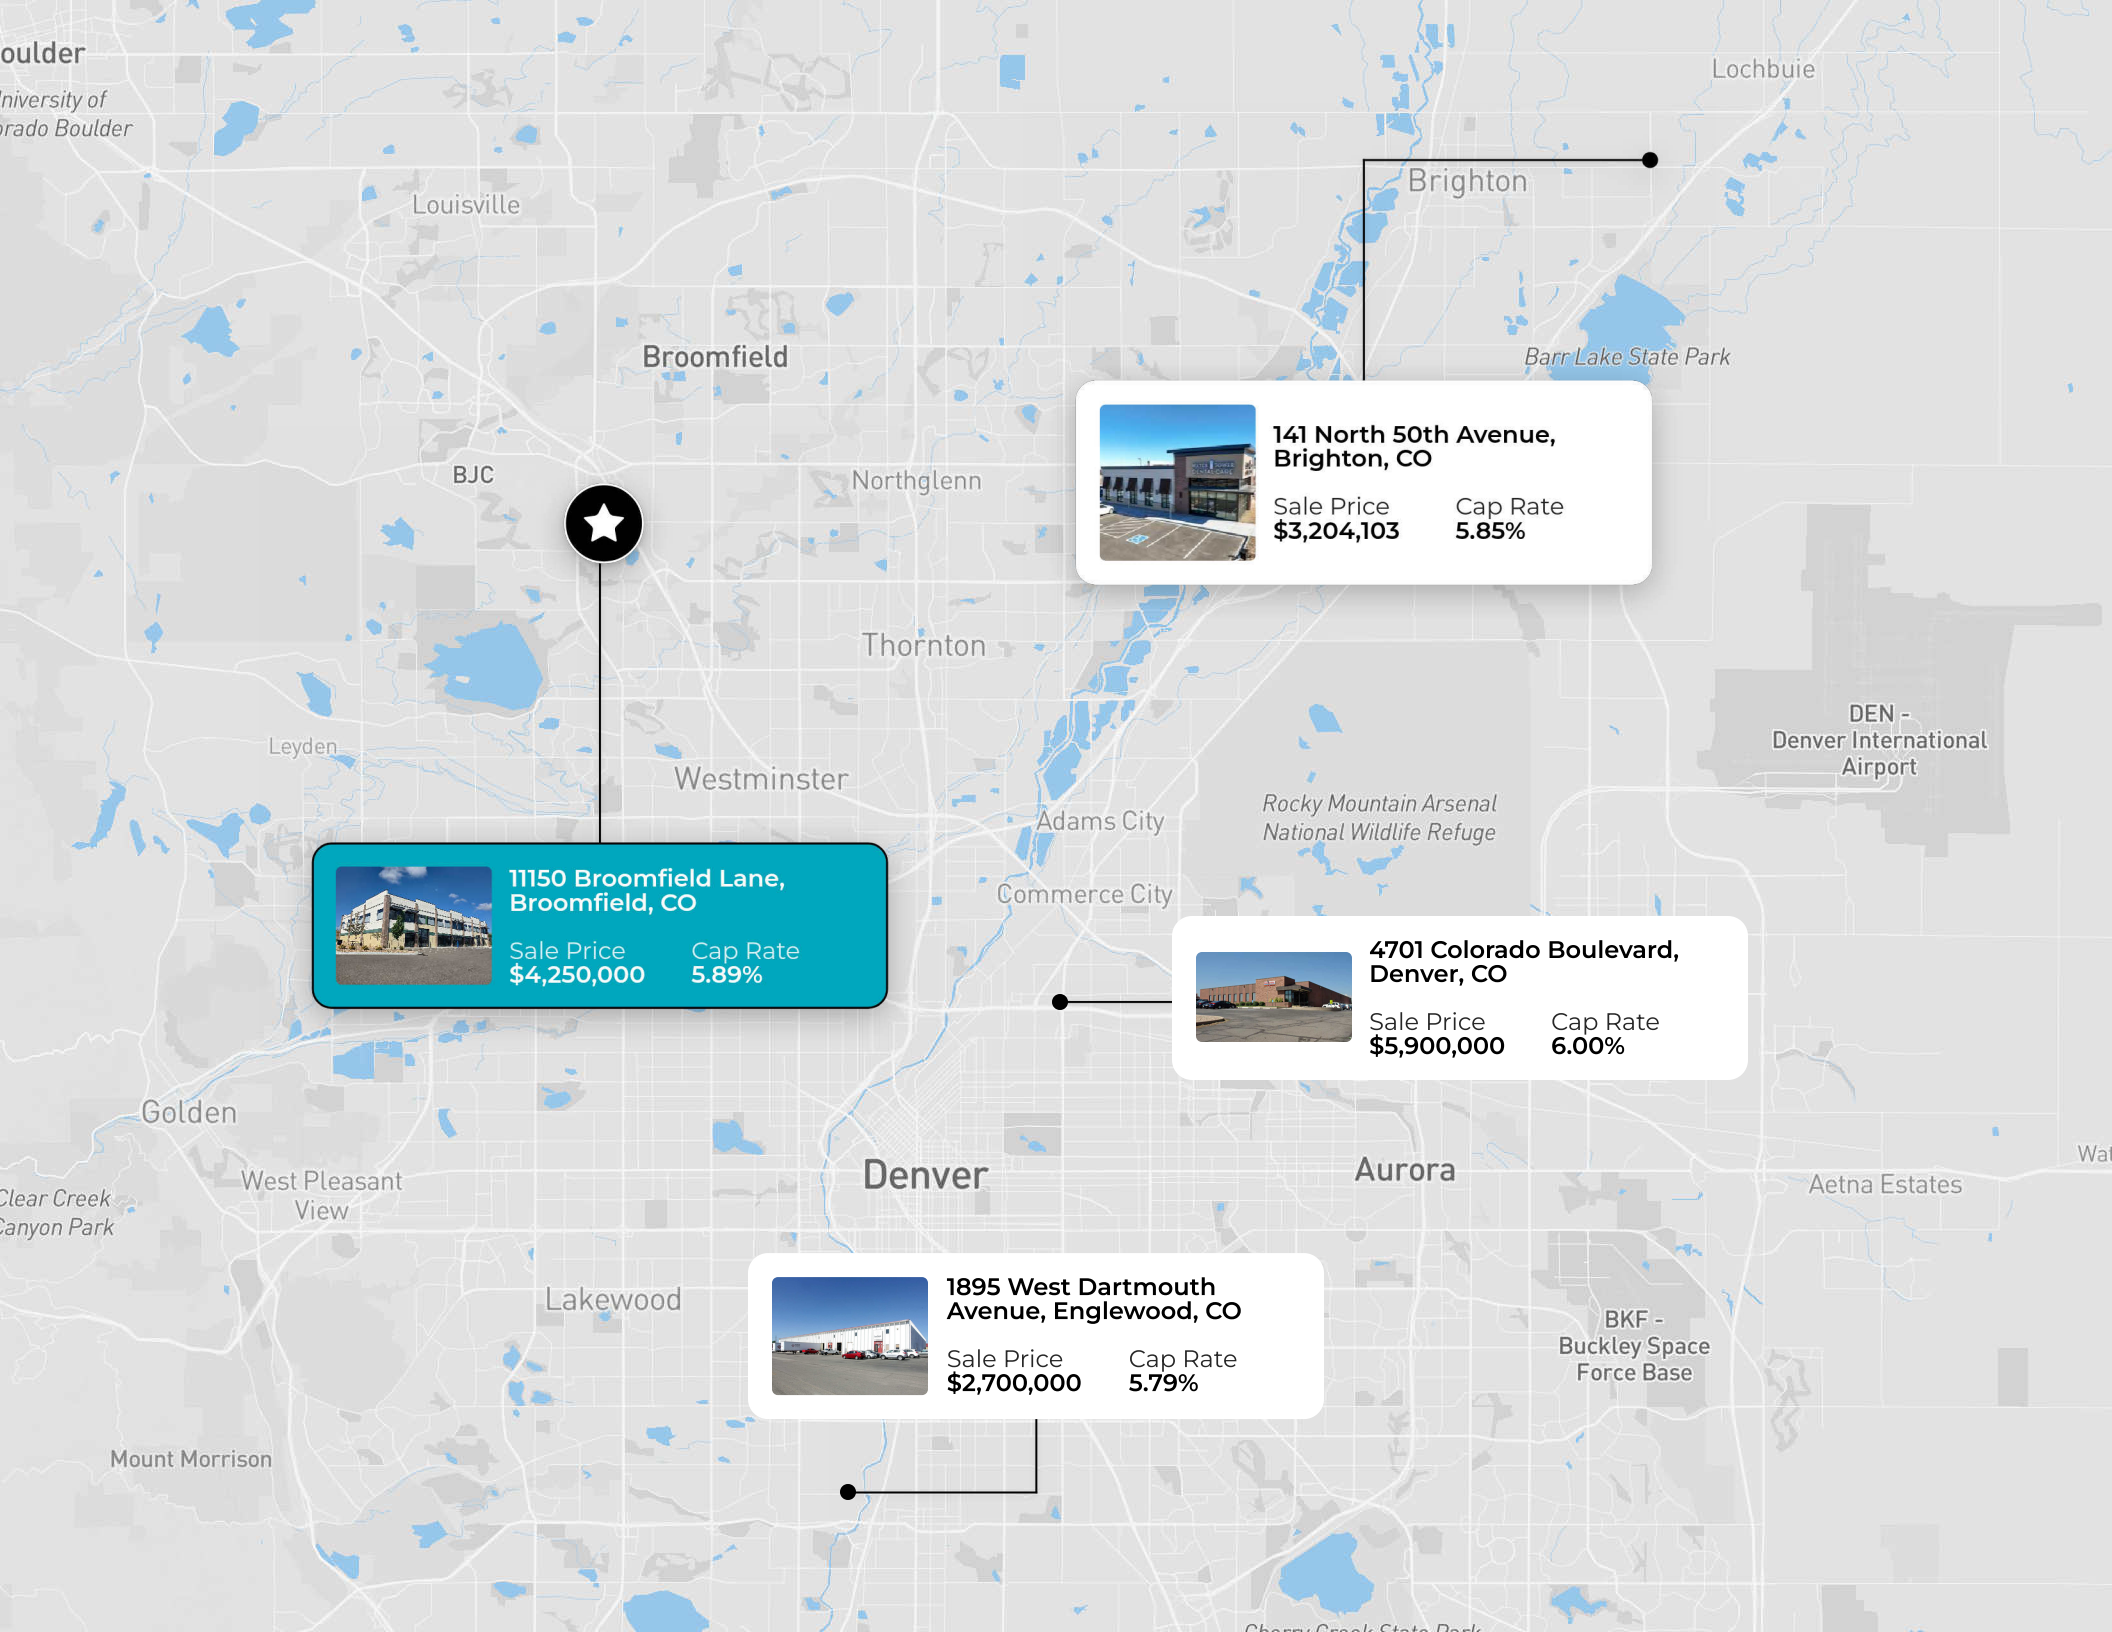 oulder
niversity of
orado Boulder
Lochbuie
Louisville
Brighton
Broomfield
Barr Lake State Park
BJC
Northglenn
141 North 50th Avenue,
Brighton, CO
Sale Price
Cap Rate
$3,204,103
5.85%
Thornton
DEN -
Denver International
Airport
Leyden
Westminster
Rocky Mountain Arsenal
National Wildlife Refuge
Adams City
Commerce City
11150 Broomfield Lane,
Broomfield, CO
Sale Price
Cap Rate
$4,250,000
5.89%
4701 Colorado Boulevard,
Denver, CO
Sale Price
Cap Rate
$5,900,000
6.00%
Golden
West Pleasant
View
Clear Creek
Canyon Park
Denver
Aurora
Wat
Aetna Estates
1895 West Dartmouth
Avenue, Englewood, CO
Sale Price
Cap Rate
$2,700,000
5.79%
Lakewood
BKF -
Buckley Space
Force Base
Mount Morrison
Cherry Creek State Park